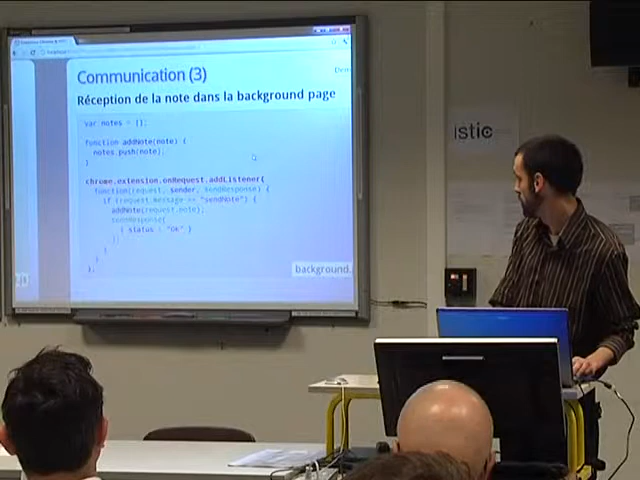 Communication (3)
Réception de la note dans la background page
var notes = [];
function addNote(note) {
notes.push(note);
}
chrome.extension.onRequest.addListener(
function(request, sender, sendResponse) {
if (request.message == "sendNote") {
addNote(request.note);
sendResponse(
{ status : "OK" }
);
}
}
);
background.
istic